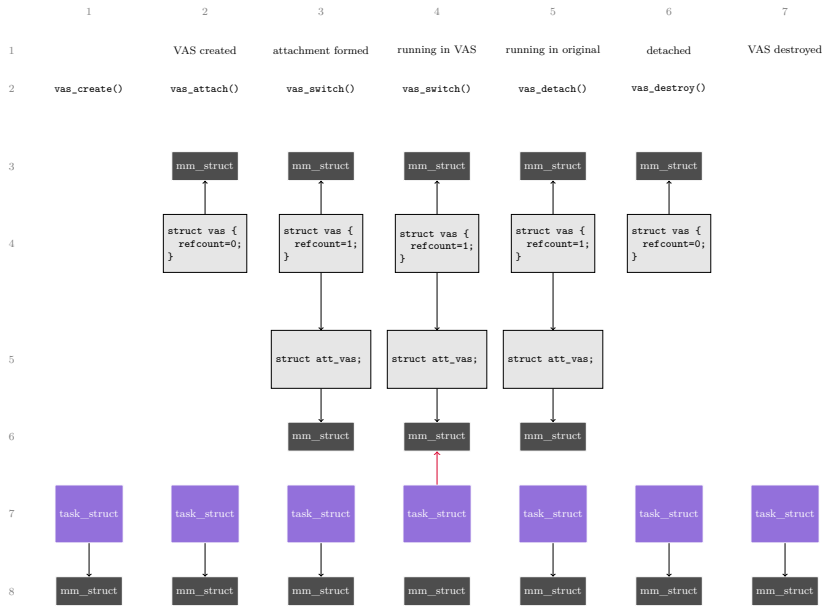 1 2 3 4 5 6 7
1 VAS created attachment formed running in VAS running in original detached VAS destroyed
2 vas_create() vas_attach() vas_switch() vas_switch() vas_detach() vas_destroy()
3 mm_struct mm_struct mm_struct mm_struct mm_struct
struct vas { struct vas { struct vas { struct vas { struct vas {
4 refcount=0; refcount=1; refcount=1; refcount=1; refcount=0;
} } } } }
5 struct att_vas; struct att_vas; struct att_vas;
6 mm_struct mm_struct mm_struct
7 task_struct task_struct task_struct task_struct task_struct task_struct task_struct
8 mm_struct mm_struct mm_struct mm_struct mm_struct mm_struct mm_struct